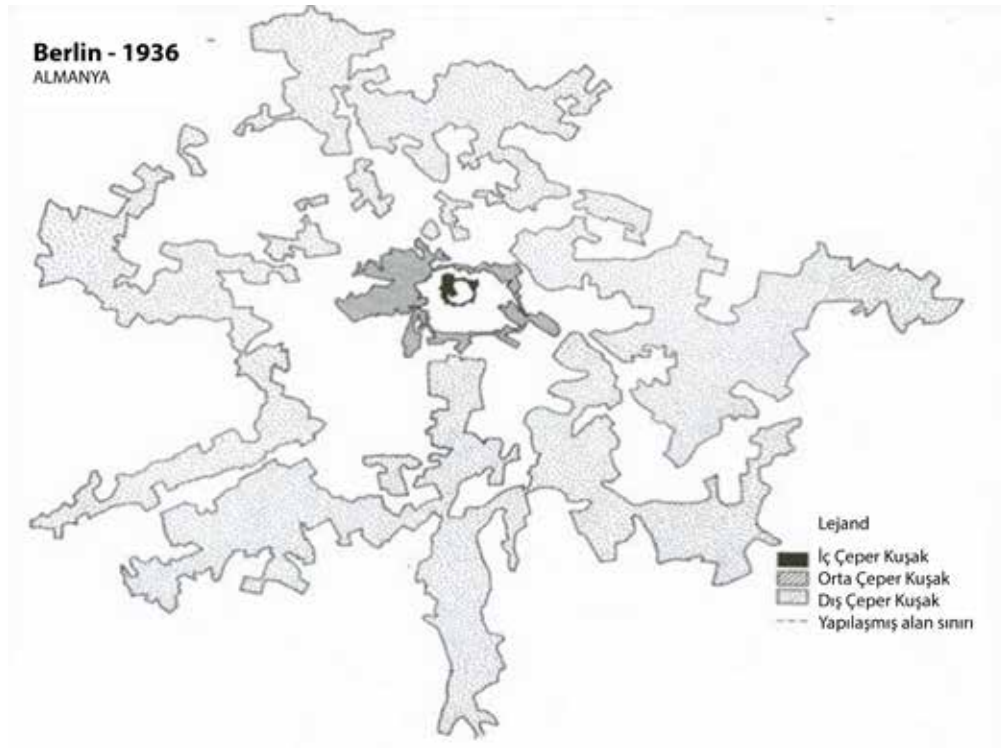 Berlin - 1936
ALMANYA
Lejand
İç Çeper Kuşak
Orta Çeper Kuşak
Dış Çeper Kuşak
Yapılaşmış alan sınırı